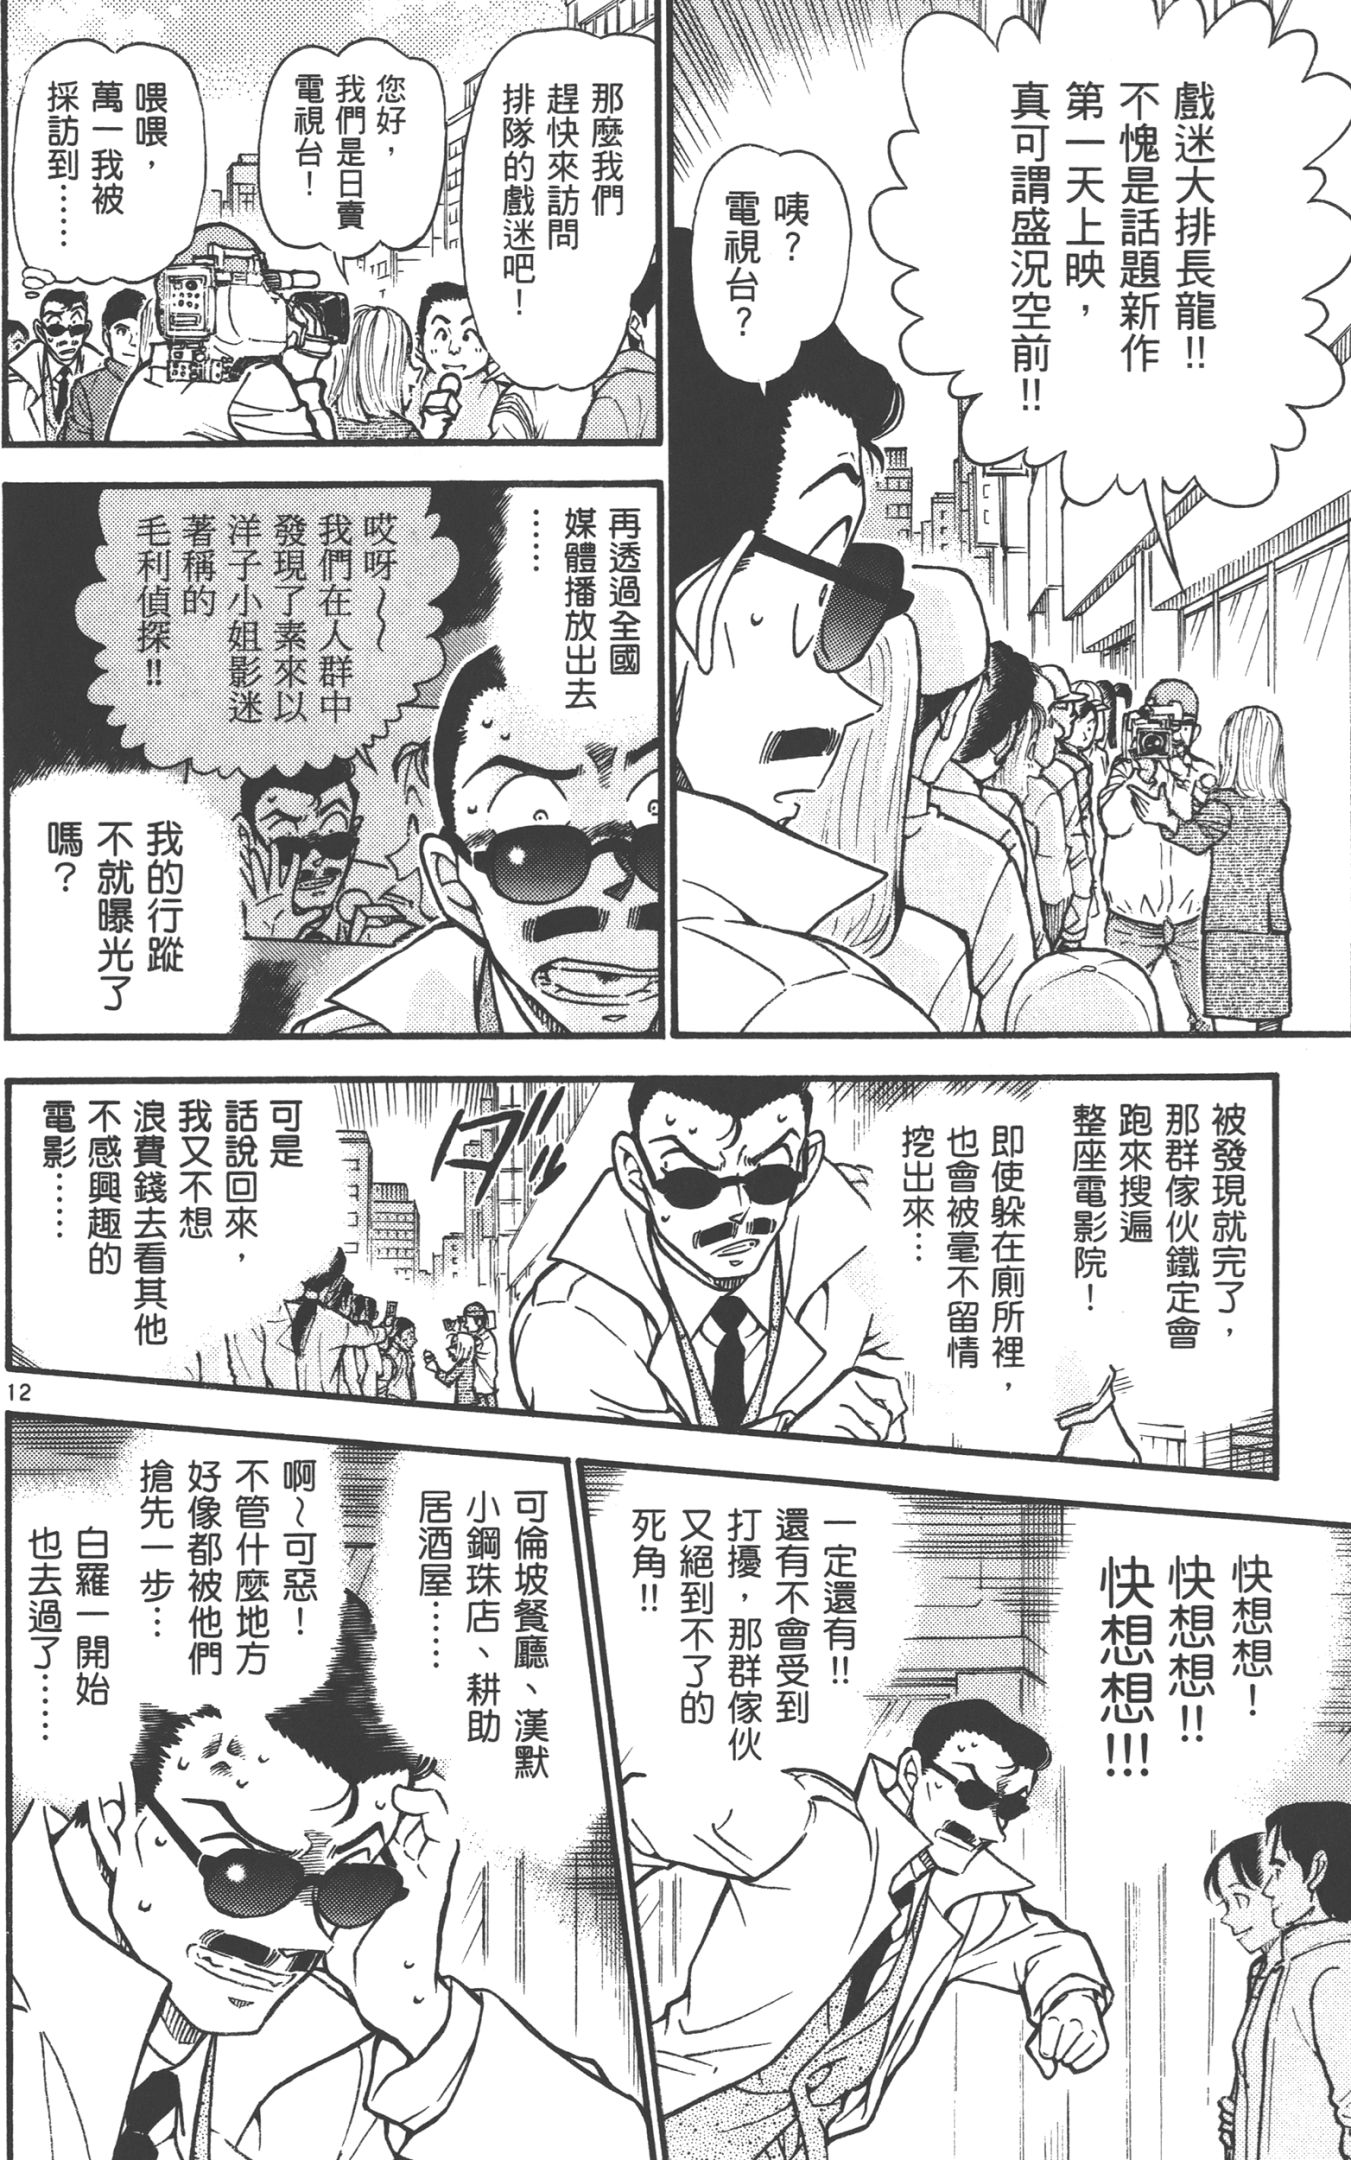 戲迷大排長龍!!
不愧是話題新作
第一天上映，
真可謂盛況空前!!
咦？
電視台？
那麼我們
趕快來訪問
排隊的戲迷吧！
您好，
我們是日賣
電視台！
喂喂，
萬一我被
採訪到……
再透過全國
媒體播放出去
……
哎呀～～
我們在人群中
發現了素來以
洋子小姐影迷
著稱的
毛利偵探!!
我的行蹤
不就曝光了
嗎？
被發現就完了，
那群傢伙鐵定會
跑來搜遍
整座電影院！
即使躲在廁所裡，
也會被毫不留情
挖出來…
ダッ
可是
話說回來，
我又不想
浪費錢去看其他
不感興趣的
電影……
12
快想想！
快想想!!
快想想!!!
一定還有!!
還有不會受到
打擾，那群傢伙
又絕到不了的
死角!!
可倫坡餐廳、漢默
小鋼珠店、耕助
居酒屋……
啊～可惡！
不管什麼地方
好像都被他們
搶先一步…
白羅一開始
也去過了……